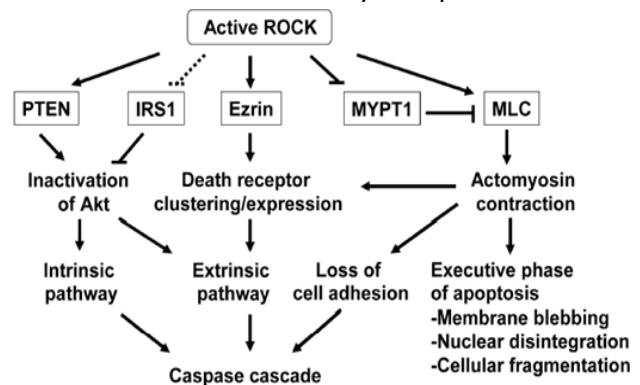 Active ROCK
PTEN
IRS1
Ezrin
MYPT1
MLC
Inactivation
of Akt
Death receptor
clustering/expression
Actomyosin
contraction
Intrinsic
pathway
Extrinsic
pathway
Loss of
cell adhesion
Executive phase
of apoptosis
-Membrane blebbing
-Nuclear disintegration
-Cellular fragmentation
Caspase cascade